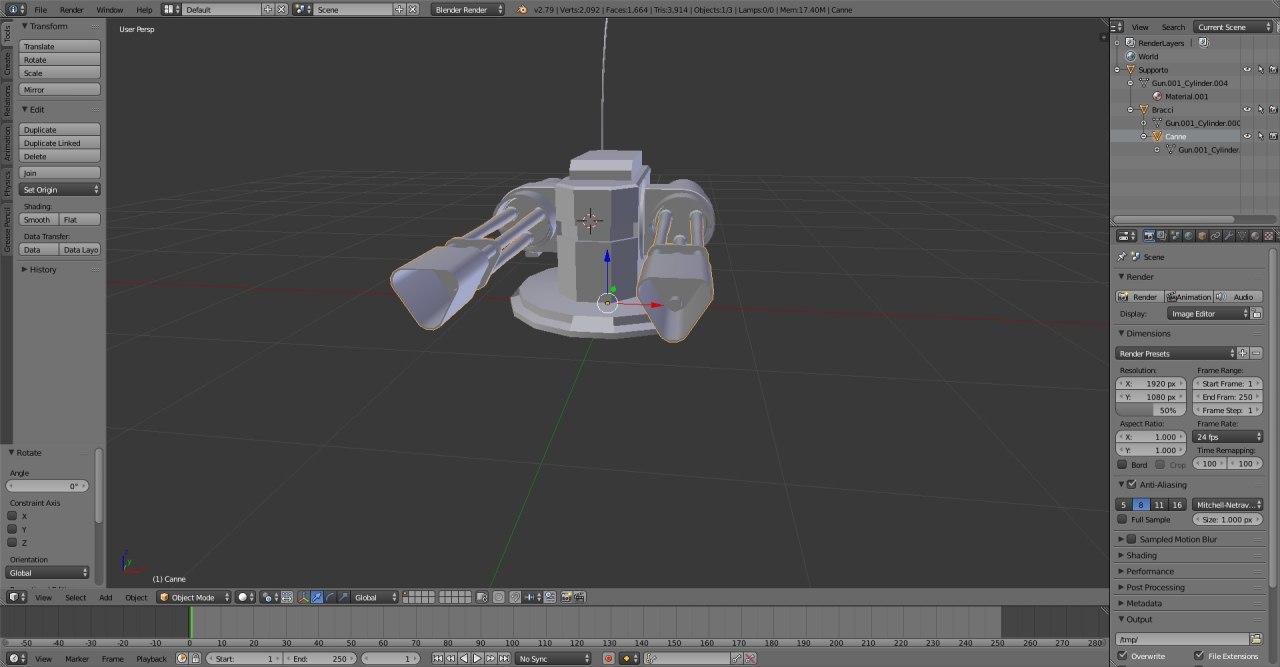 File Render Window Help Default Scene Blender Render v2.79 | Verts:2,092 | Faces:1,664 | Tris:3,914 | Objects:1/3 | Lamps:0/0 | Mem:17.40M | Canne
Tools
Create
Relations
Animation
Physics
Grease Pencil
Transform
Translate
Rotate
Scale
Mirror
Edit
Duplicate
Duplicate Linked
Delete
Join
Set Origin
Shading:
Smooth Flat
Data Transfer:
Data Data Layo
History
Rotate
Angle
0°
Constraint Axis
X
Y
Z
Orientation
Global
User Persp
(1) Canne
View Select Add Object Object Mode Global
-50 -40 -30 -20 -10 0 10 20 30 40 50 60 70 80 90 100 110 120 130 140 150 160 170 180 190 200 210 220 230 240 250 260 270 280
View Marker Frame Playback Start: 1 End: 250 1 No Sync
View Search Current Scene
RenderLayers
World
Supporto
Gun.001_Cylinder.004
Material.001
Bracci
Gun.001_Cylinder.00
Canne
Gun.001_Cylinder.
Scene
Render
Render Animation Audio
Display: Image Editor
Dimensions
Render Presets
Resolution: Frame Range:
X: 1920 px Start Frame: 1
Y: 1080 px End Fram: 250
50% Frame Step: 1
Aspect Ratio: Frame Rate:
X: 1.000 24 fps
Y: 1.000 Time Remapping:
Bord Crop 100 100
Anti-Aliasing
5 8 11 16 Mitchell-Netrav...
Full Sample Size: 1.000 px
Sampled Motion Blur
Shading
Performance
Post Processing
Metadata
Output
/tmp/
Overwrite File Extensions